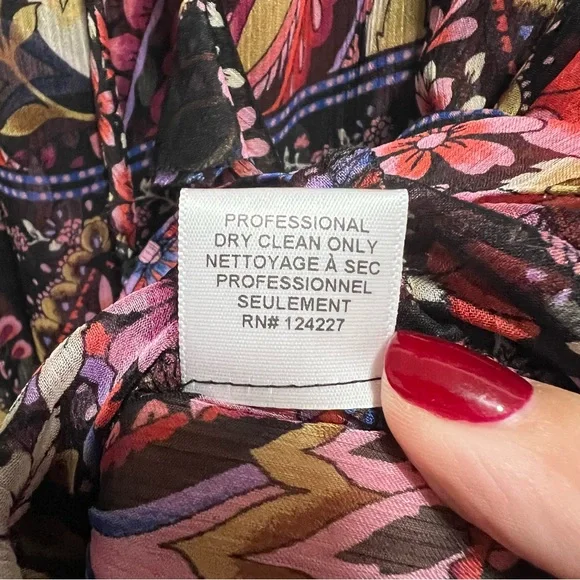 PROFESSIONAL
DRY CLEAN ONLY
NETTOYAGE À SEC
PROFESSIONNEL
SEULEMENT
RN# 124227